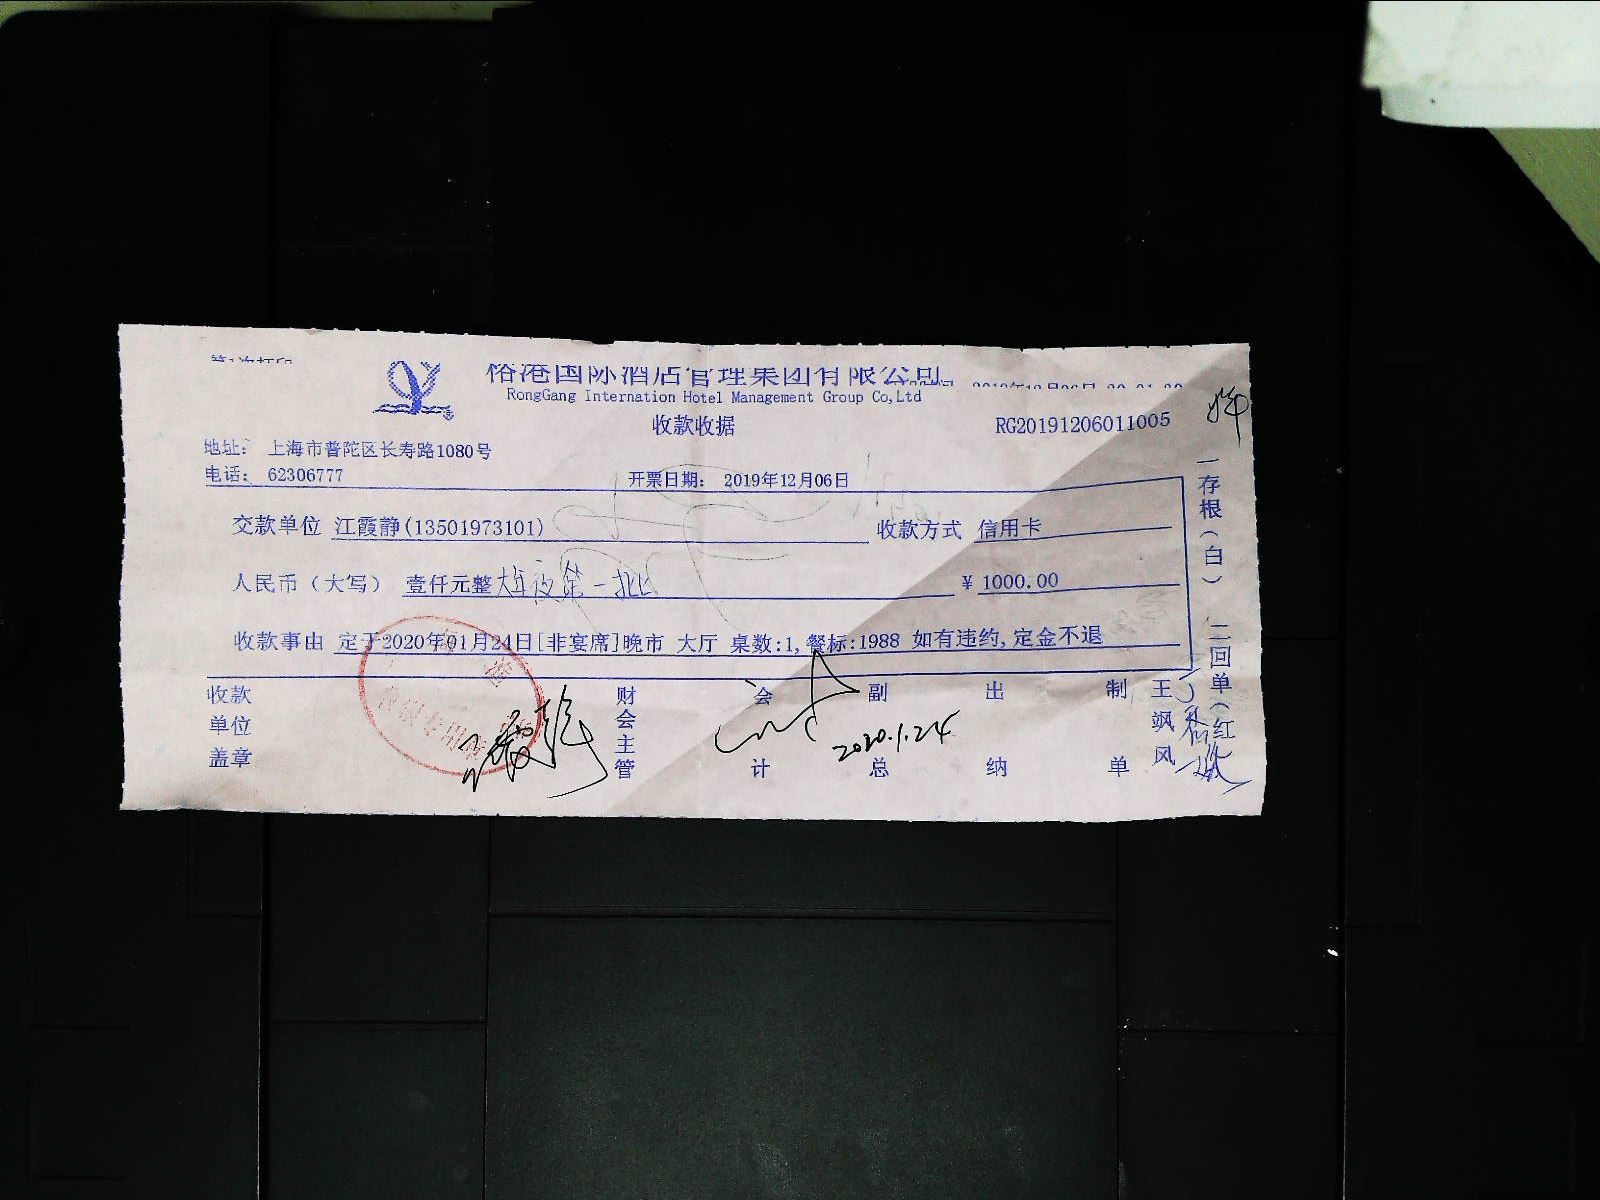 港国际酒店管理集团有限公司
RongGang Internation Hotel Management Group Co,Ltd
收款收据
RG20191206011005
地址： 上海市普陀区长寿路1080号
电话： 62306777
开票日期： 2019年12月06日
交款单位 江霞静(13501973101) 收款方式 信用卡
人民币（大写） 壹仟元整 ¥ 1000.00
收款事由 定于2020年01月24日[非宴席]晚市 大厅 桌数:1,餐标:1988 如有违约,定金不退
收款单位盖章 财会主管 会计 副总 出纳 制单 王飒风
2020.1.24
一存根（白） 二回单（红）